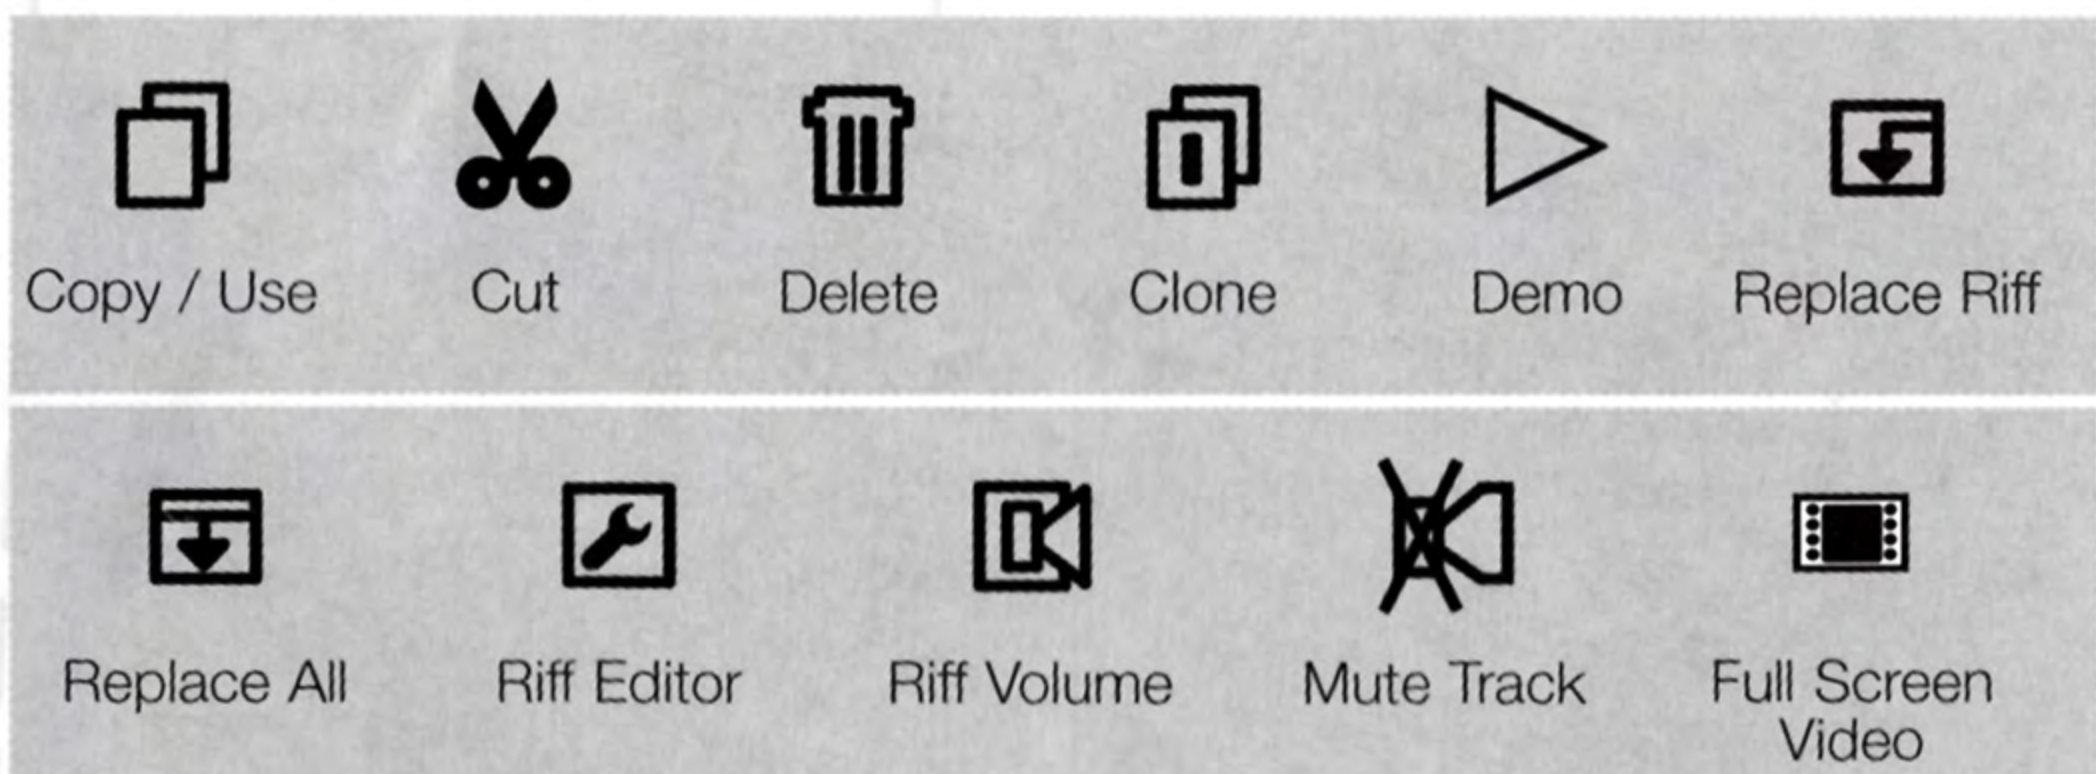 Copy / Use Cut Delete Clone Demo Replace Riff
Replace All Riff Editor Riff Volume Mute Track Full Screen
Video